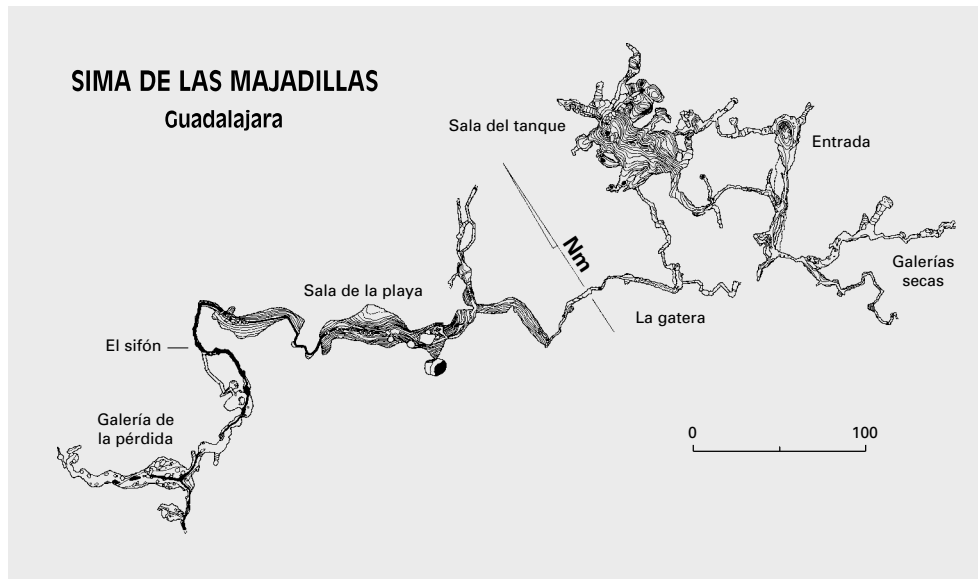 SIMA DE LAS MAJADILLAS
Guadalajara
Sala del tanque
Entrada
Nm
Galerías
secas
Sala de la playa
La gatera
El sifón
Galería de
la pérdida
0 100